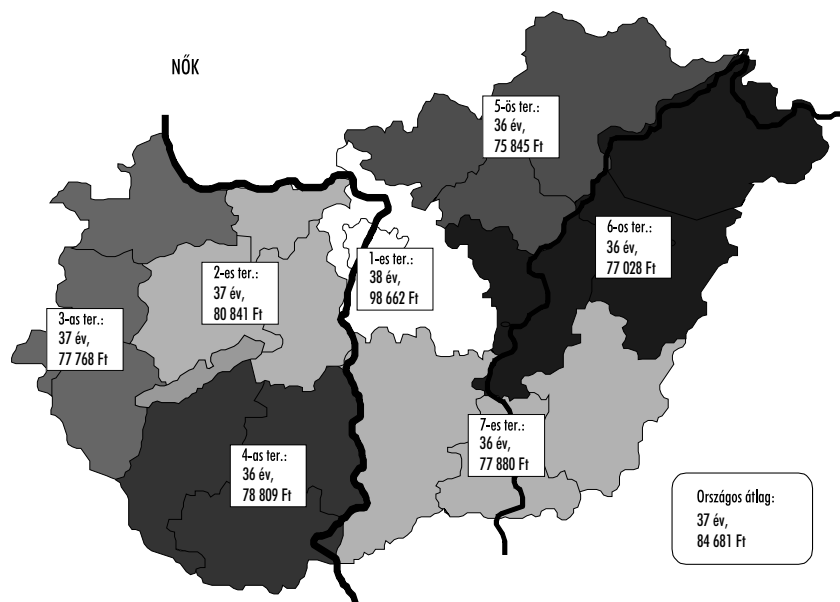 NŐK
5-ös ter.:
36 év,
75 845 Ft
6-os ter.:
36 év,
77 028 Ft
1-es ter.:
38 év,
98 662 Ft
2-es ter.:
37 év,
80 841 Ft
3-as ter.:
37 év,
77 768 Ft
7-es ter.:
36 év,
77 880 Ft
4-as ter.:
36 év,
78 809 Ft
Országos átlag:
37 év,
84 681 Ft